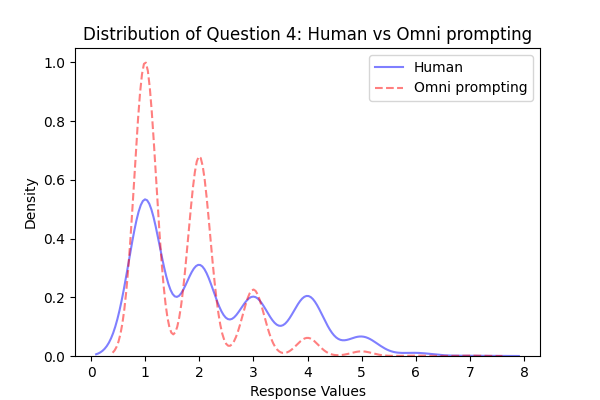 Distribution of Question 4: Human vs Omni prompting
Human
Omni prompting
Density
1.0
0.8
0.6
0.4
0.2
0.0
0 1 2 3 4 5 6 7 8
Response Values